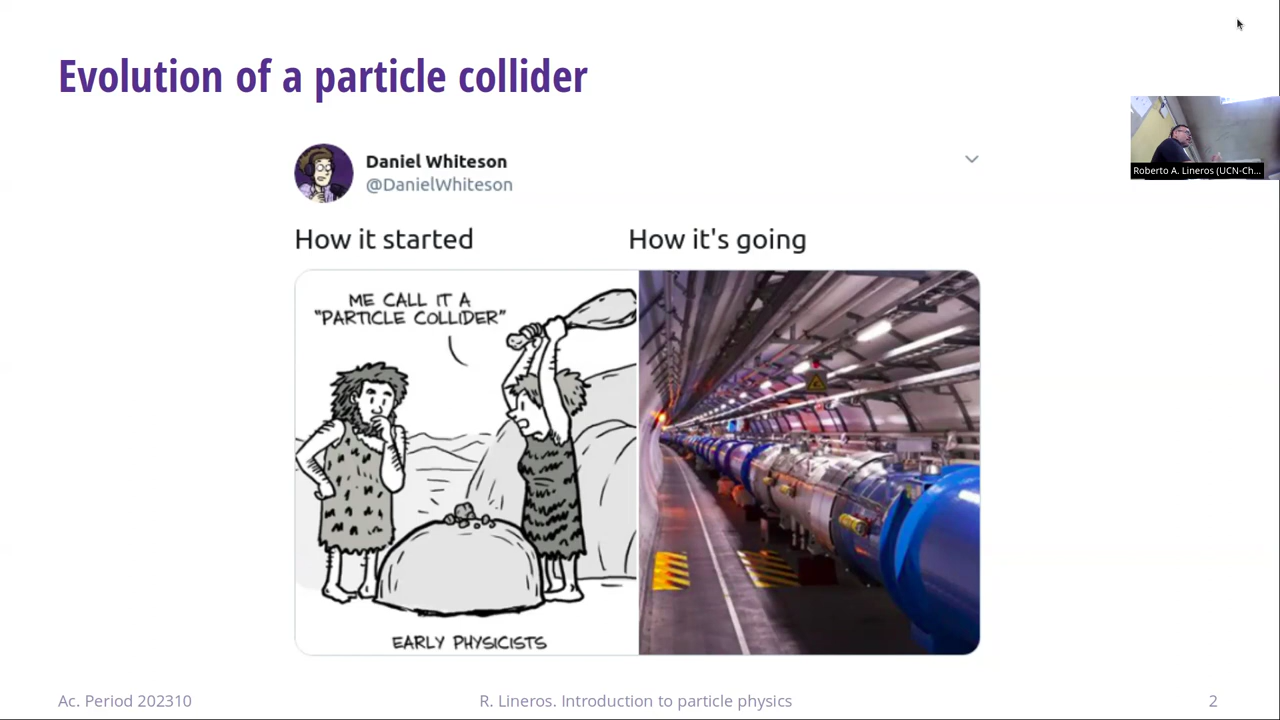 Evolution of a particle collider
Roberto A. Lineros (UCN-Ch...
Daniel Whiteson
@DanielWhiteson
How it started
How it's going
ME CALL IT A
"PARTICLE COLLIDER"
EARLY PHYSICISTS
Ac. Period 202310
R. Lineros. Introduction to particle physics
2